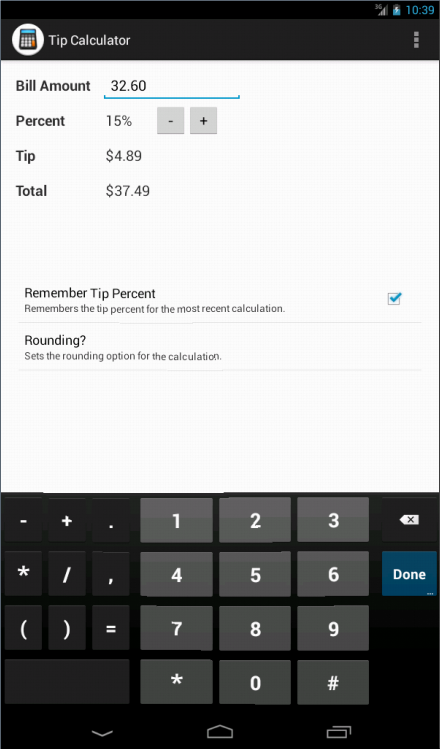 3G 10:39
Tip Calculator
Bill Amount 32.60
Percent 15% - +
Tip $4.89
Total $37.49
Remember Tip Percent
Remembers the tip percent for the most recent calculation.
Rounding?
Sets the rounding option for the calculation.
- + . 1 2 3
* / , 4 5 6 Done ...
( ) = 7 8 9
* 0 #